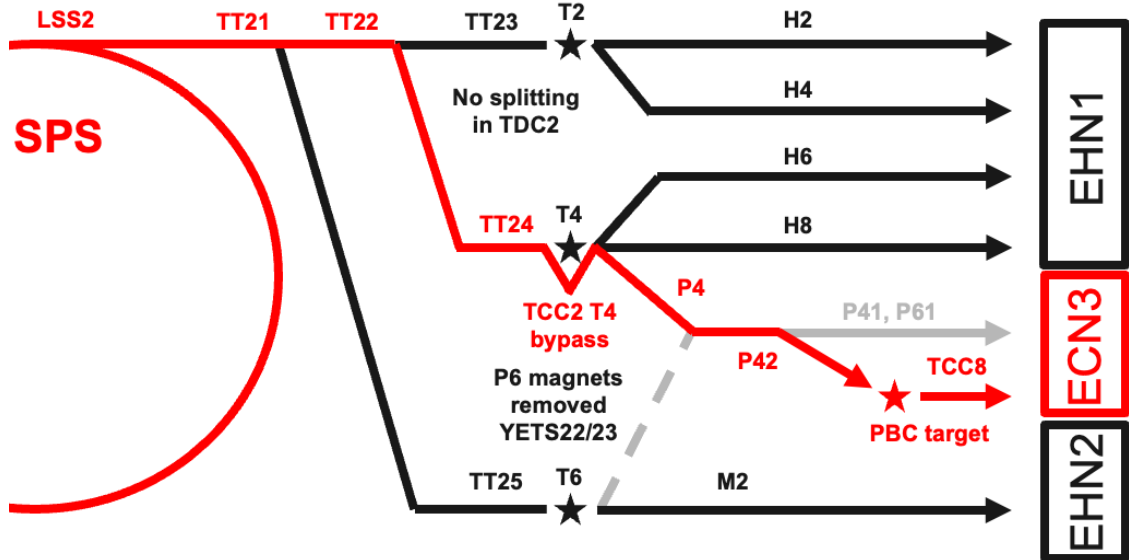 LSS2
TT21
TT22
TT23
T2
H2
SPS
No splitting
in TDC2
H4
H6
TT24
T4
H8
EHN1
TCC2 T4
bypass
P4
P41, P61
P42
TCC8
ECN3
P6 magnets
removed
YETS22/23
PBC target
TT25
T6
M2
EHN2